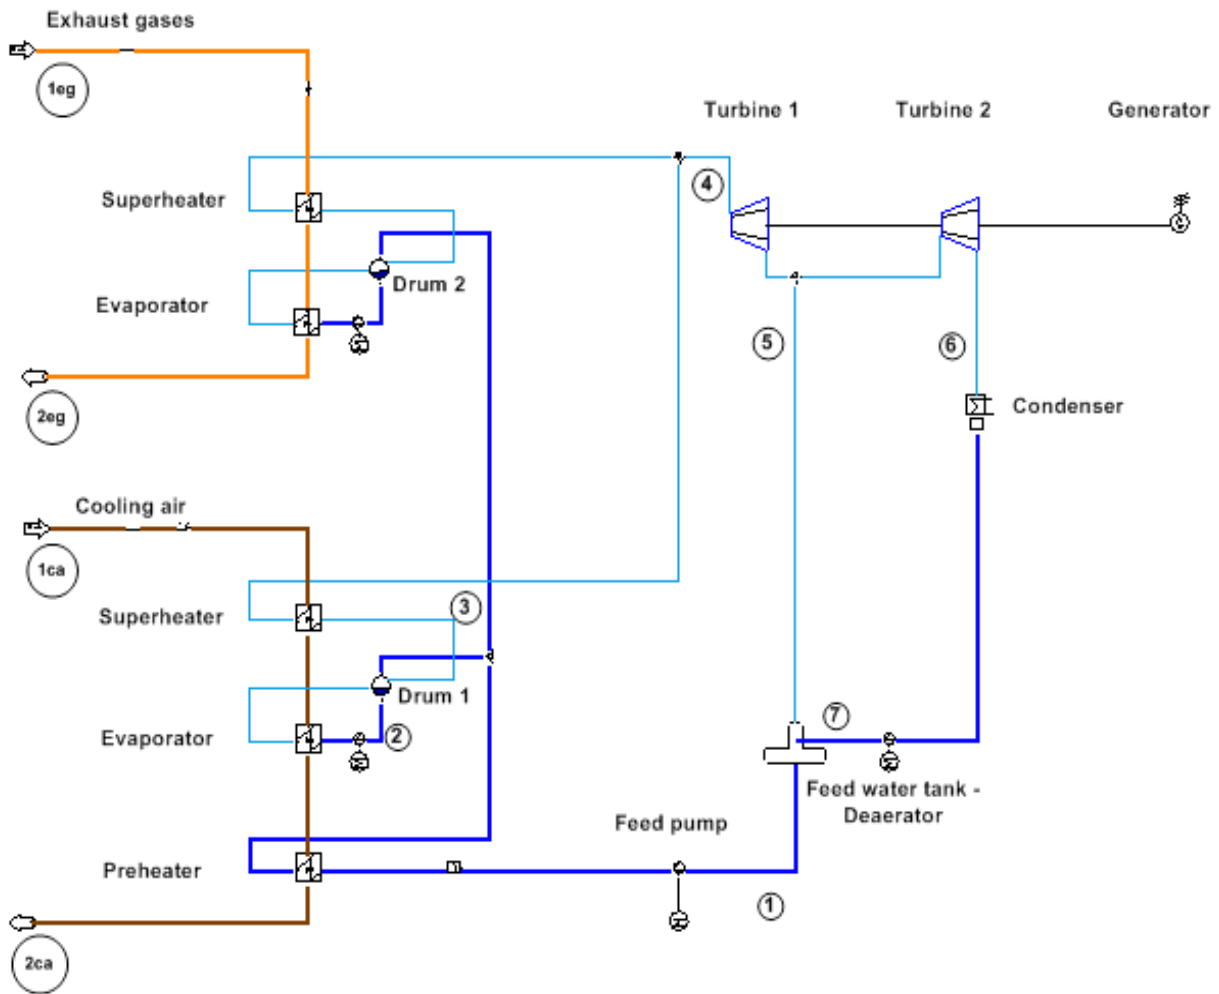 Exhaust gases
1eg
Turbine 1
Turbine 2
Generator
4
Superheater
Drum 2
Evaporator
5
6
2eg
Condenser
Cooling air
1ca
3
Superheater
Drum 1
7
2
Evaporator
Feed water tank -
Deaerator
Feed pump
Preheater
1
2ca